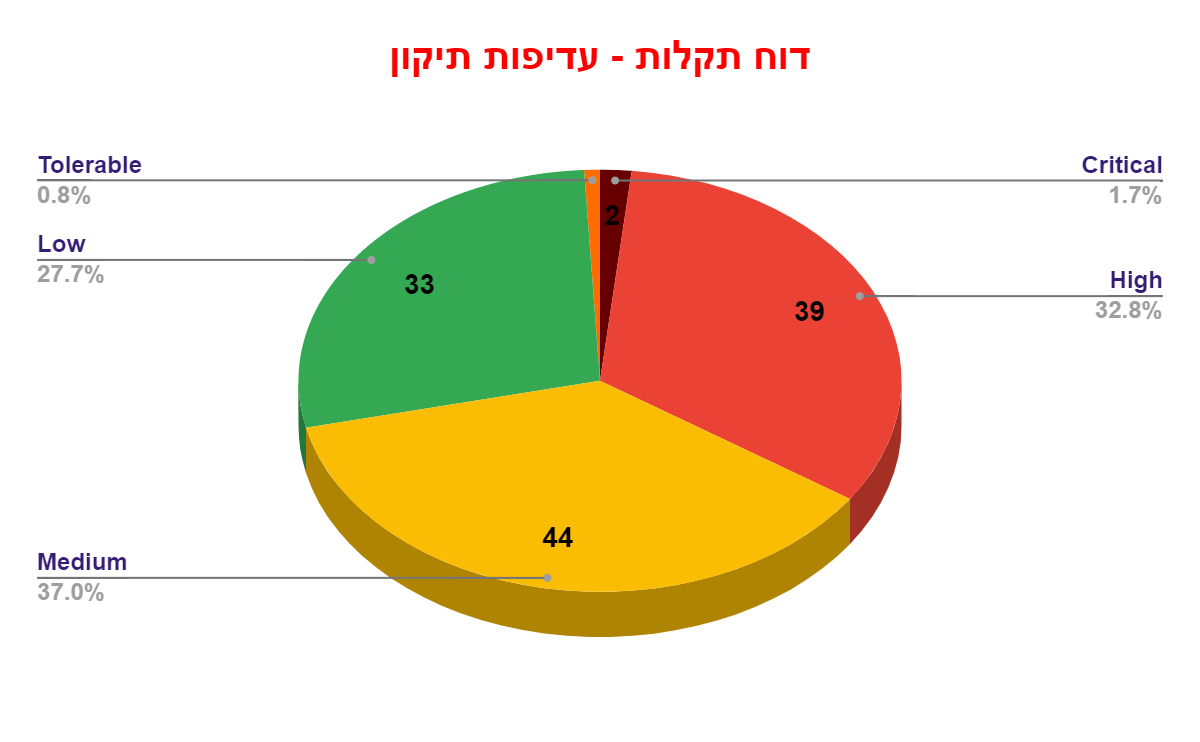 דוח תקלות - עדיפות תיקון
Tolerable
0.8%
Critical
1.7%
2
Low
27.7%
33
High
32.8%
39
44
Medium
37.0%